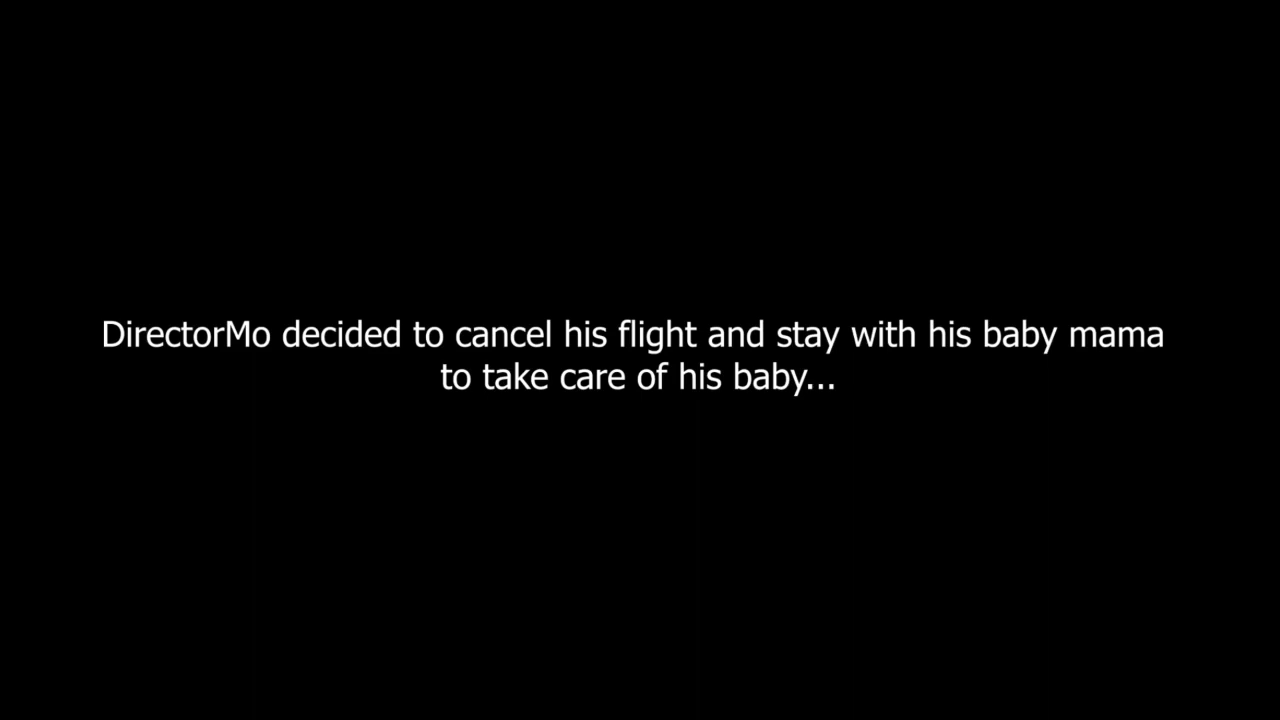 DirectorMo decided to cancel his flight and stay with his baby mama
to take care of his baby...